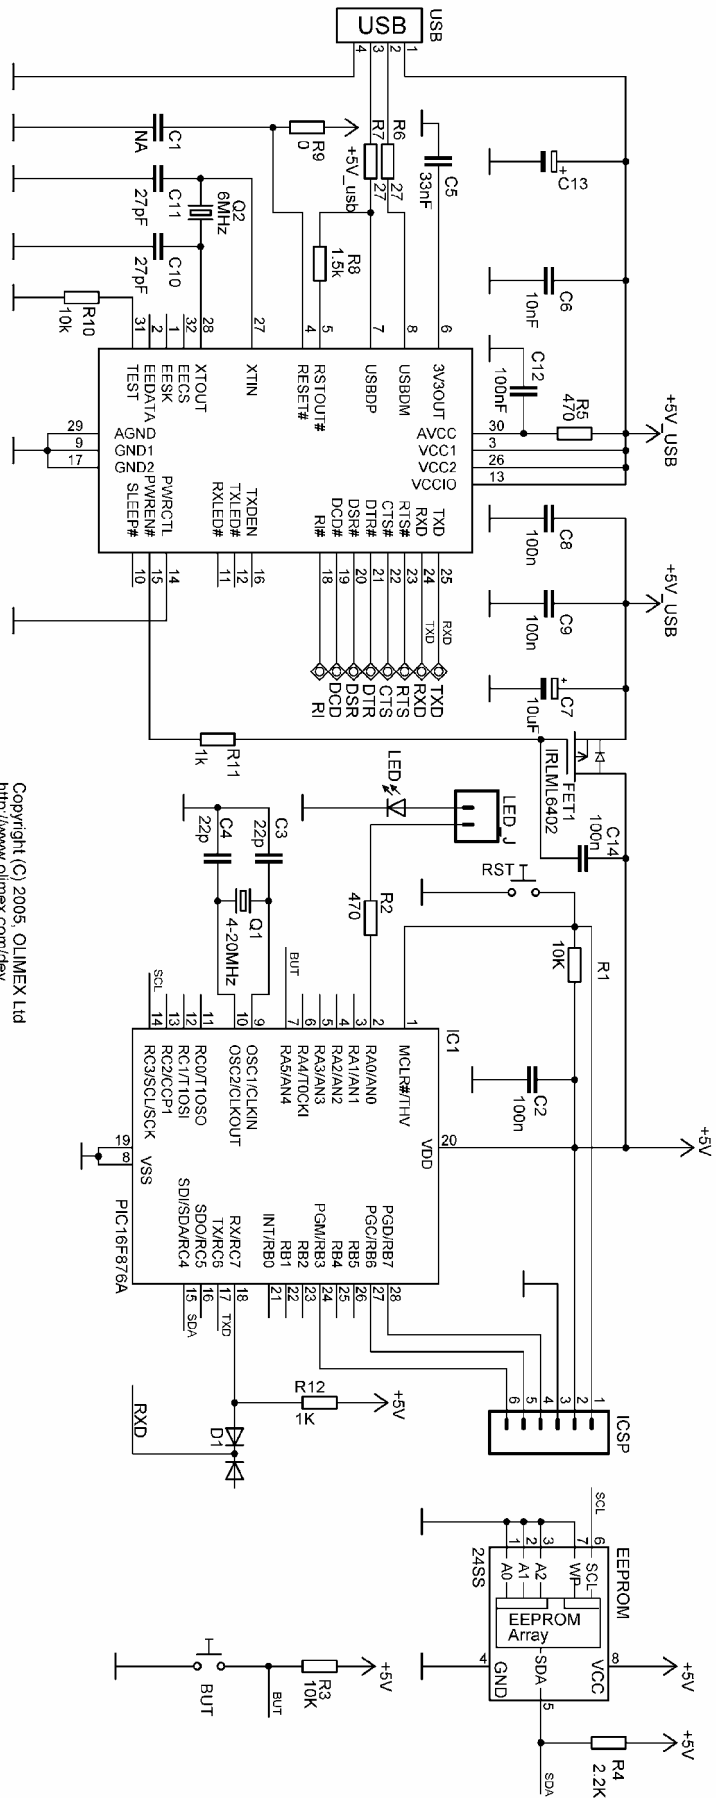 USB
USB
1
2
3
4
C13
+
R6
27
R7
27
C5
33nF
+5V_usb
R9
0
C1
NA
R8
1.5k
C6
10nF
C11
27pF
Q2
6MHz
C10
27pF
R10
10k
C12
100nF
R5
470
+5V_USB
6
8
7
5
4
27
28
32
1
2
31
3V3OUT
USBDM
USBDP
RSTOUT#
RESET#
XTIN
XTOUT
EECS
EESK
EEDATA
TEST
AVCC
30
VCC1
3
VCC2
26
VCCIO
13
29
AGND
9
GND1
17
GND2
TXD
RXD
RTS#
CTS#
DTR#
DSR#
DCD#
RI#
TXDEN
TXLED#
RXLED#
PWRCTL
PWREN#
SLEEP#
25
24
23
22
21
20
19
18
16
12
11
14
15
10
RXD
TXD
TXD
RXD
RTS
CTS
DTR
DSR
DCD
RI
C8
100n
C9
100n
+5V_USB
C7
+
10uF
FET1
IRLML6402
R11
1k
C14
100n
LED
LED_J
RST
R2
470
R1
10K
C3
22p
C4
22p
Q1
4-20MHz
C2
100n
+5V
BUT
SCL
IC1
1
2
3
4
5
6
7
9
10
11
12
13
14
MCLR#/THV
RA0/AN0
RA1/AN1
RA2/AN2
RA3/AN3
RA4/T0CKI
RA5/AN4
OSC1/CLKIN
OSC2/CLKOUT
RC0/T1OSO
RC1/T1OSI
RC2/CCP1
RC3/SCL/SCK
VDD
20
19
8
VSS
PGD/RB7
PGC/RB6
RB5
RB4
PGM/RB3
RB2
RB1
INT/RB0
RX/RC7
TX/RC6
SDO/RC5
SDI/SDA/RC4
28
27
26
25
24
23
22
21
18
17
16
15
TXD
SDA
PIC16F876A
ICSP
1
2
3
4
5
6
R12
1K
+5V
D1
RXD
SCL
EEPROM
24SS
6
7
3
2
1
SCL
WP
A2
A1
A0
EEPROM
Array
SDA
VCC
8
GND
4
5
+5V
+5V
R4
2.2K
SDA
+5V
R3
10K
BUT
BUT
Copyright (C) 2005, OLIMEX Ltd
http://www.olimex.com/dev